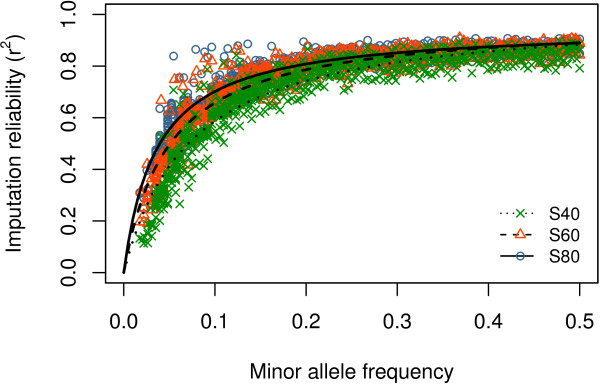 Imputation reliability (r²)
1.0
0.8
0.6
0.4
0.2
0.0
0.0 0.1 0.2 0.3 0.4 0.5
Minor allele frequency
S40
S60
S80